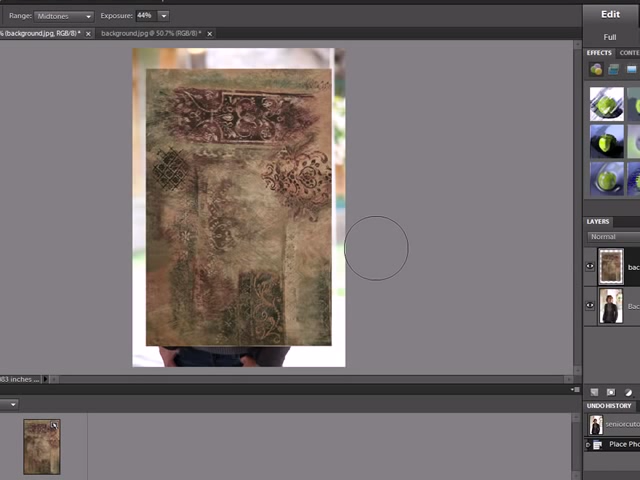 Range: Midtones Exposure: 44%
% (background.jpg, RGB/8) * × background.jpg @ 50.7% (RGB/8) * ×
Edit
Full
EFFECTS CONTE
LAYERS
Normal
bac
Bac
083 inches ...
UNDO HISTORY
seniorcuto
Place Pho